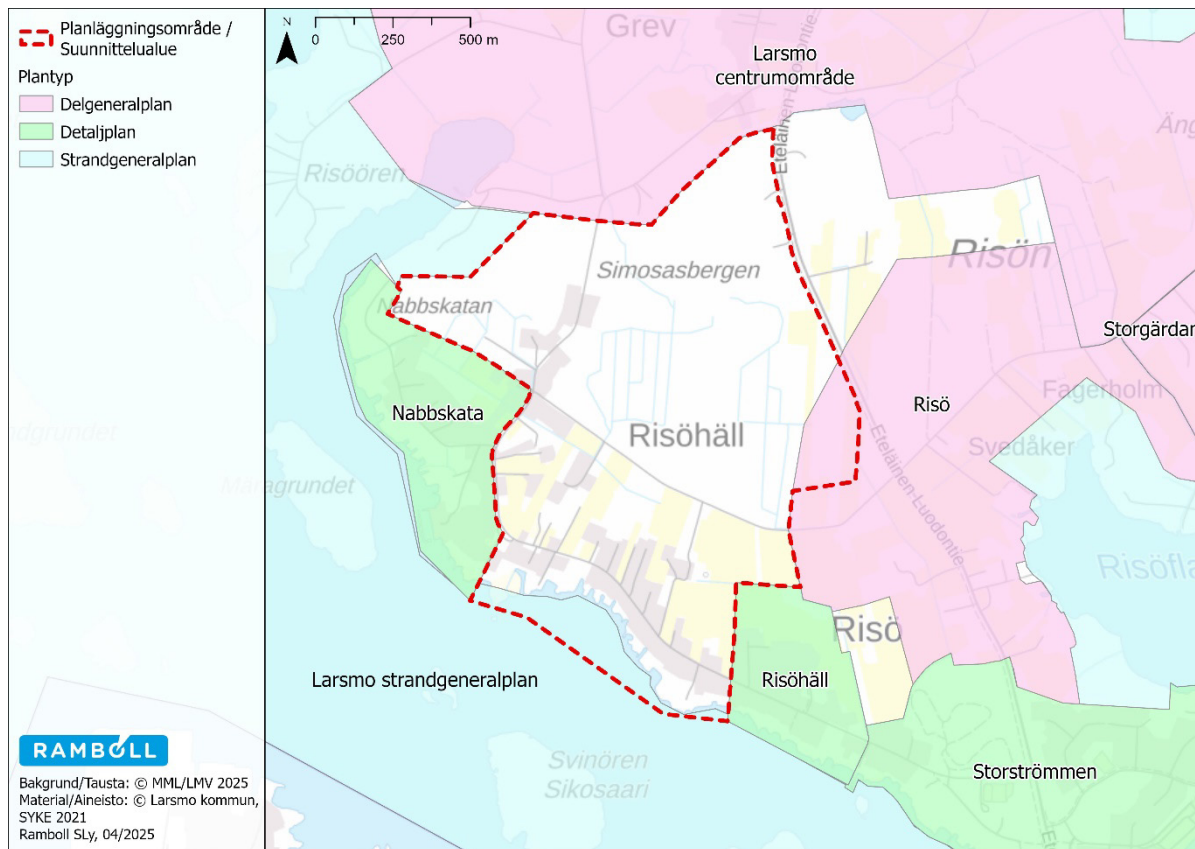 Planläggningsområde /
Suunnittelualue
Plantyp
Delgeneralplan
Detaljplan
Strandgeneralplan
N
0 250 500 m
Grev
Larsmo
centrumområde
Eteläinen-Luodontie
Risöören
Simosasbergen
Risön
Nabbskatan
Storgärdan
Fagerholm
Nabbskata
Risöhäll
Risö
Svedåker
Eteläinen-Luodontie
Risö
Larsmo strandgeneralplan
Risöhäll
Storströmmen
Svinören
Sikosaari
RAMBOLL
Bakgrund/Tausta: © MML/LMV 2025
Material/Aineisto: © Larsmo kommun,
SYKE 2021
Ramboll SLy, 04/2025